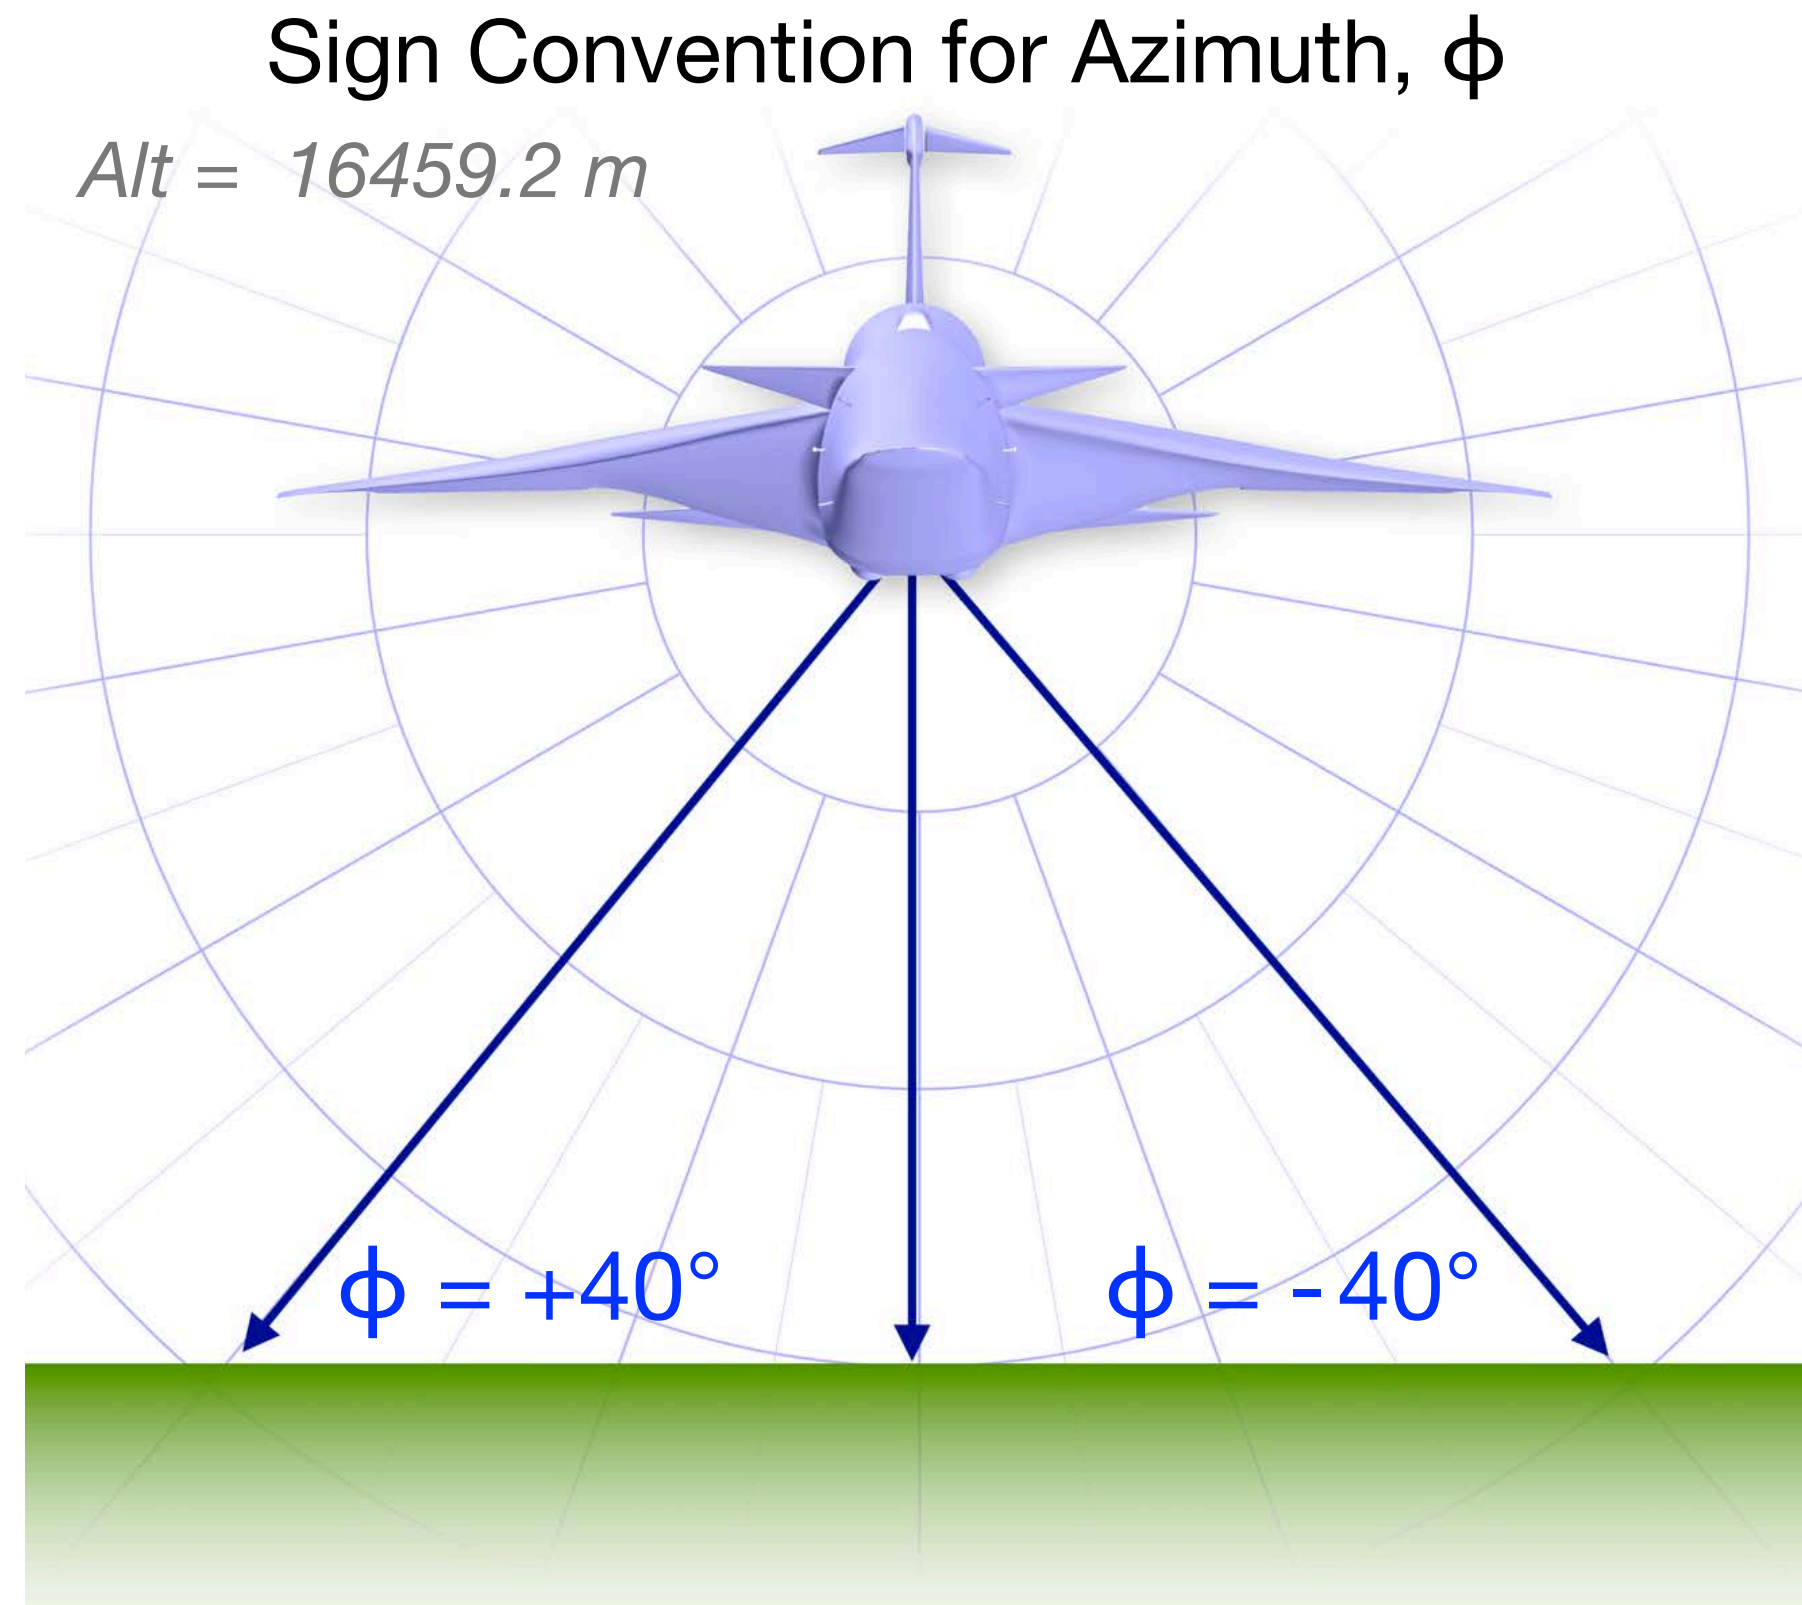 Sign Convention for Azimuth, ϕ
Alt = 16459.2 m
ϕ = +40°
ϕ = -40°